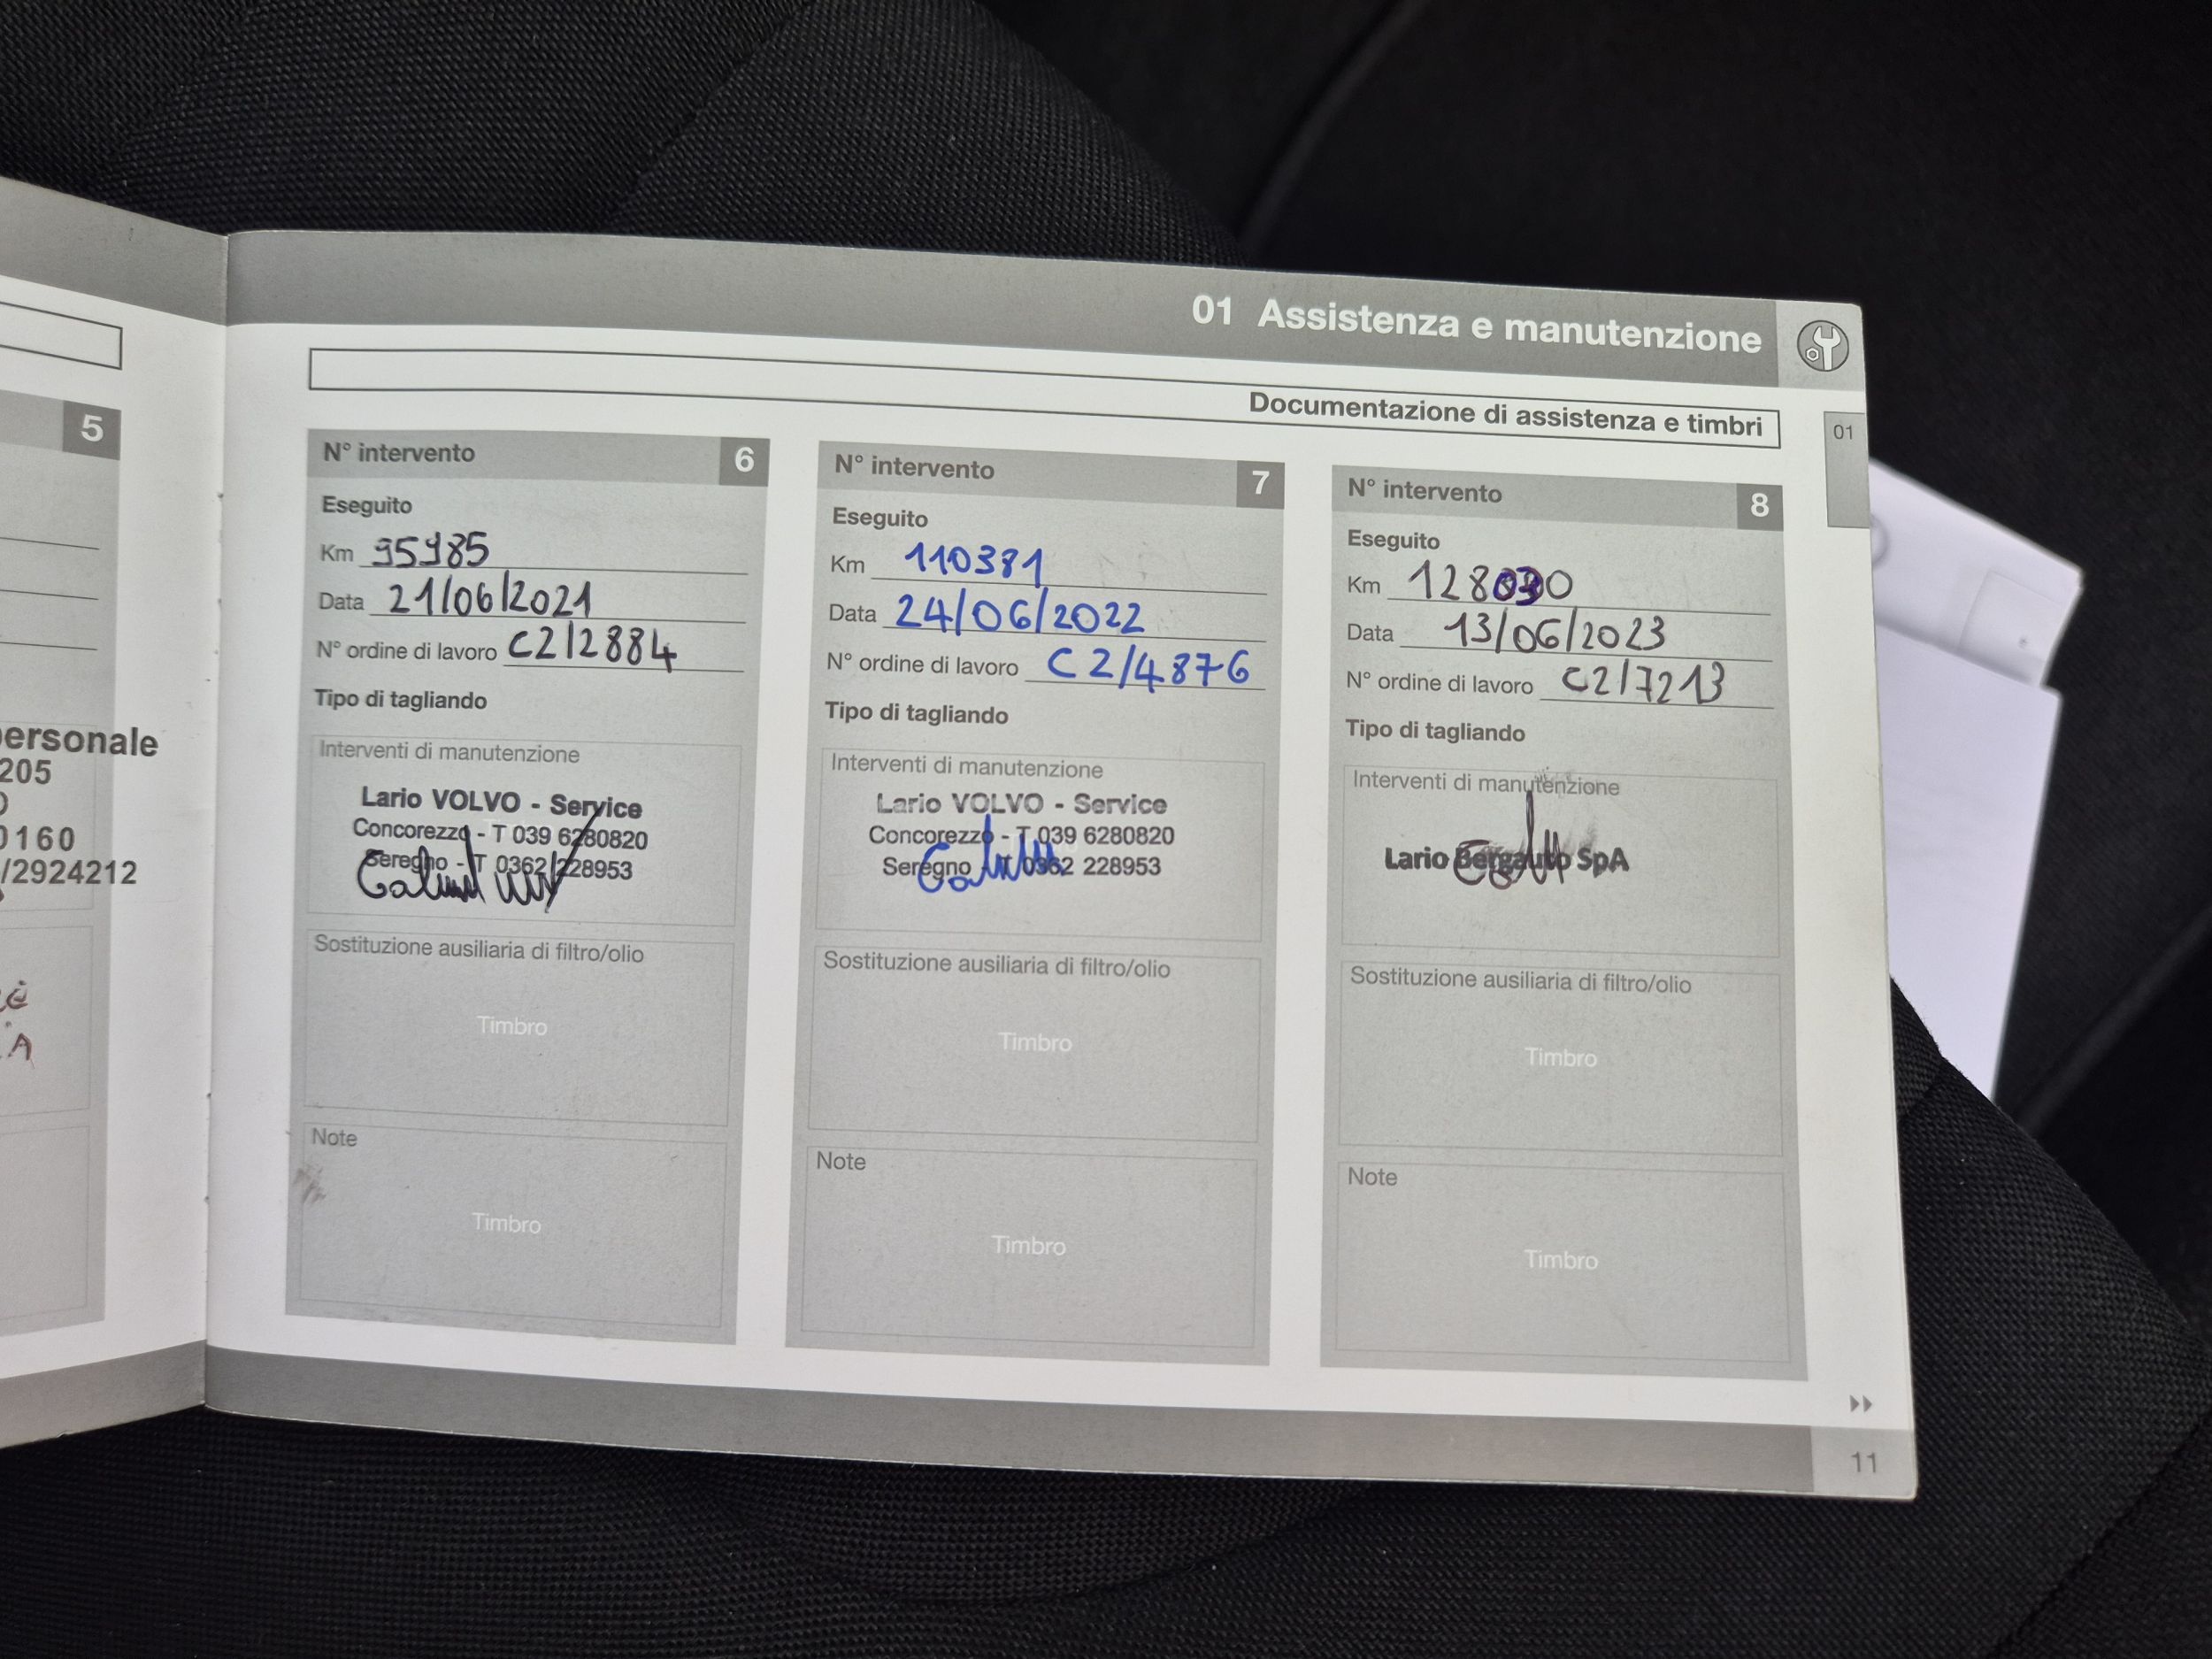 01 Assistenza e manutenzione
Documentazione di assistenza e timbri
01
5
ersonale
205
0160
/2924212
A
N° intervento 6
Eseguito
Km 95985
Data 21/06/2021
N° ordine di lavoro C2/2884
Tipo di tagliando
Interventi di manutenzione
Lario VOLVO - Service
Concorezzo - T 039 6280820
Seregno - T 0362 228953
Sostituzione ausiliaria di filtro/olio
Timbro
Note
Timbro
N° intervento 7
Eseguito
Km 110381
Data 24/06/2022
N° ordine di lavoro C2/4876
Tipo di tagliando
Interventi di manutenzione
Lario VOLVO - Service
Concorezzo - T 039 6280820
Seregno - T 0362 228953
Sostituzione ausiliaria di filtro/olio
Timbro
Note
Timbro
N° intervento 8
Eseguito
Km 128030
Data 13/06/2023
N° ordine di lavoro C2/7213
Tipo di tagliando
Interventi di manutenzione
Lario Bergauto SpA
Sostituzione ausiliaria di filtro/olio
Timbro
Note
Timbro
11